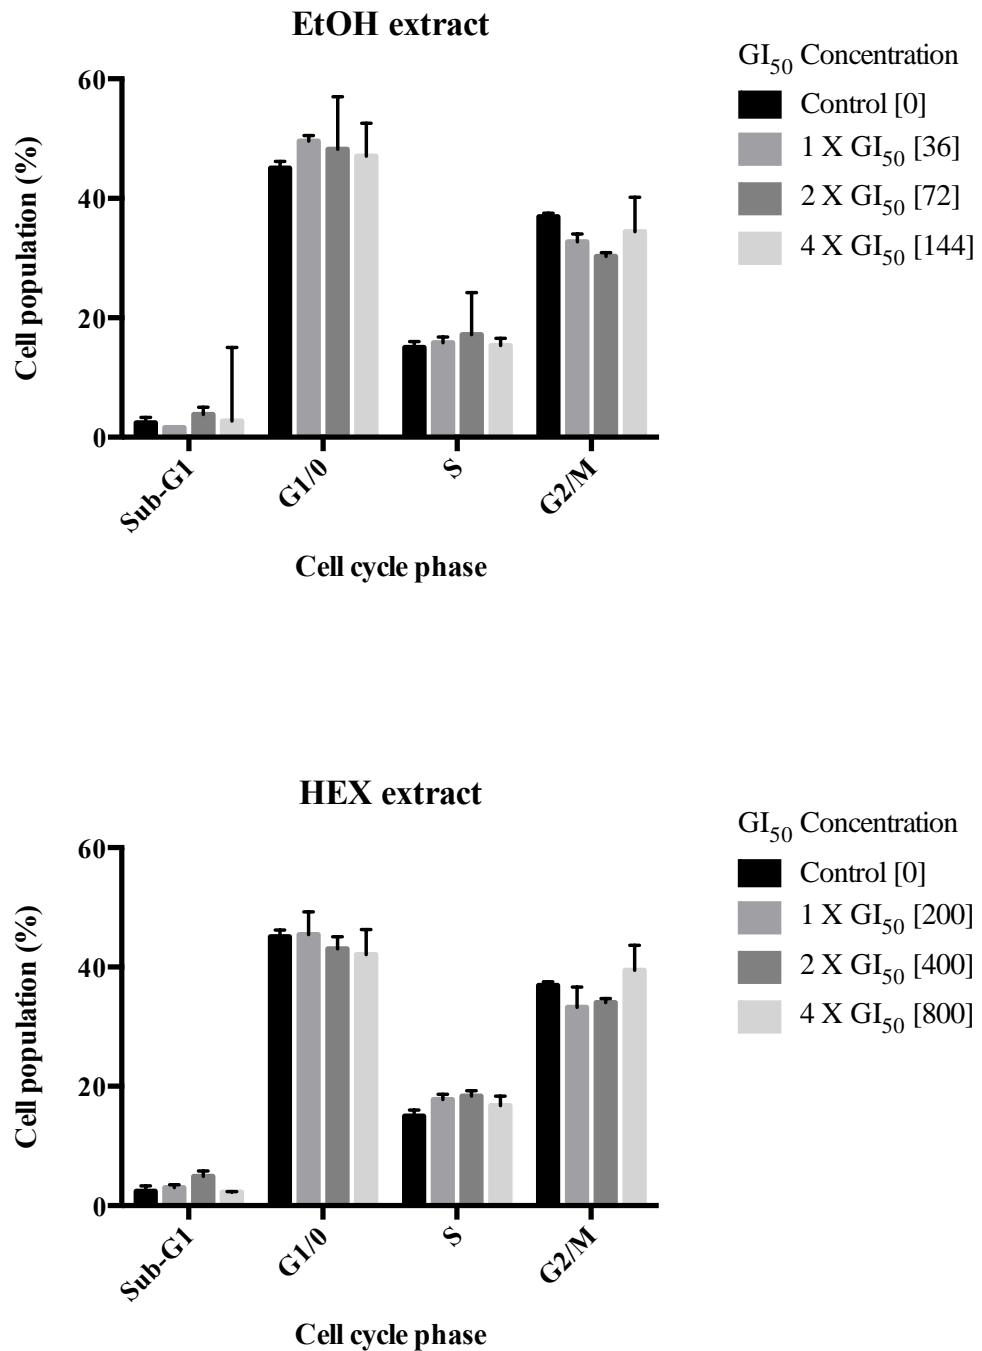 EtOH extract
GI50 Concentration
Control [0]
1 X GI50 [36]
2 X GI50 [72]
4 X GI50 [144]
Cell population (%)
60
40
20
0
Sub-G1
G1/0
S
G2/M
Cell cycle phase
HEX extract
GI50 Concentration
Control [0]
1 X GI50 [200]
2 X GI50 [400]
4 X GI50 [800]
Cell population (%)
60
40
20
0
Sub-G1
G1/0
S
G2/M
Cell cycle phase